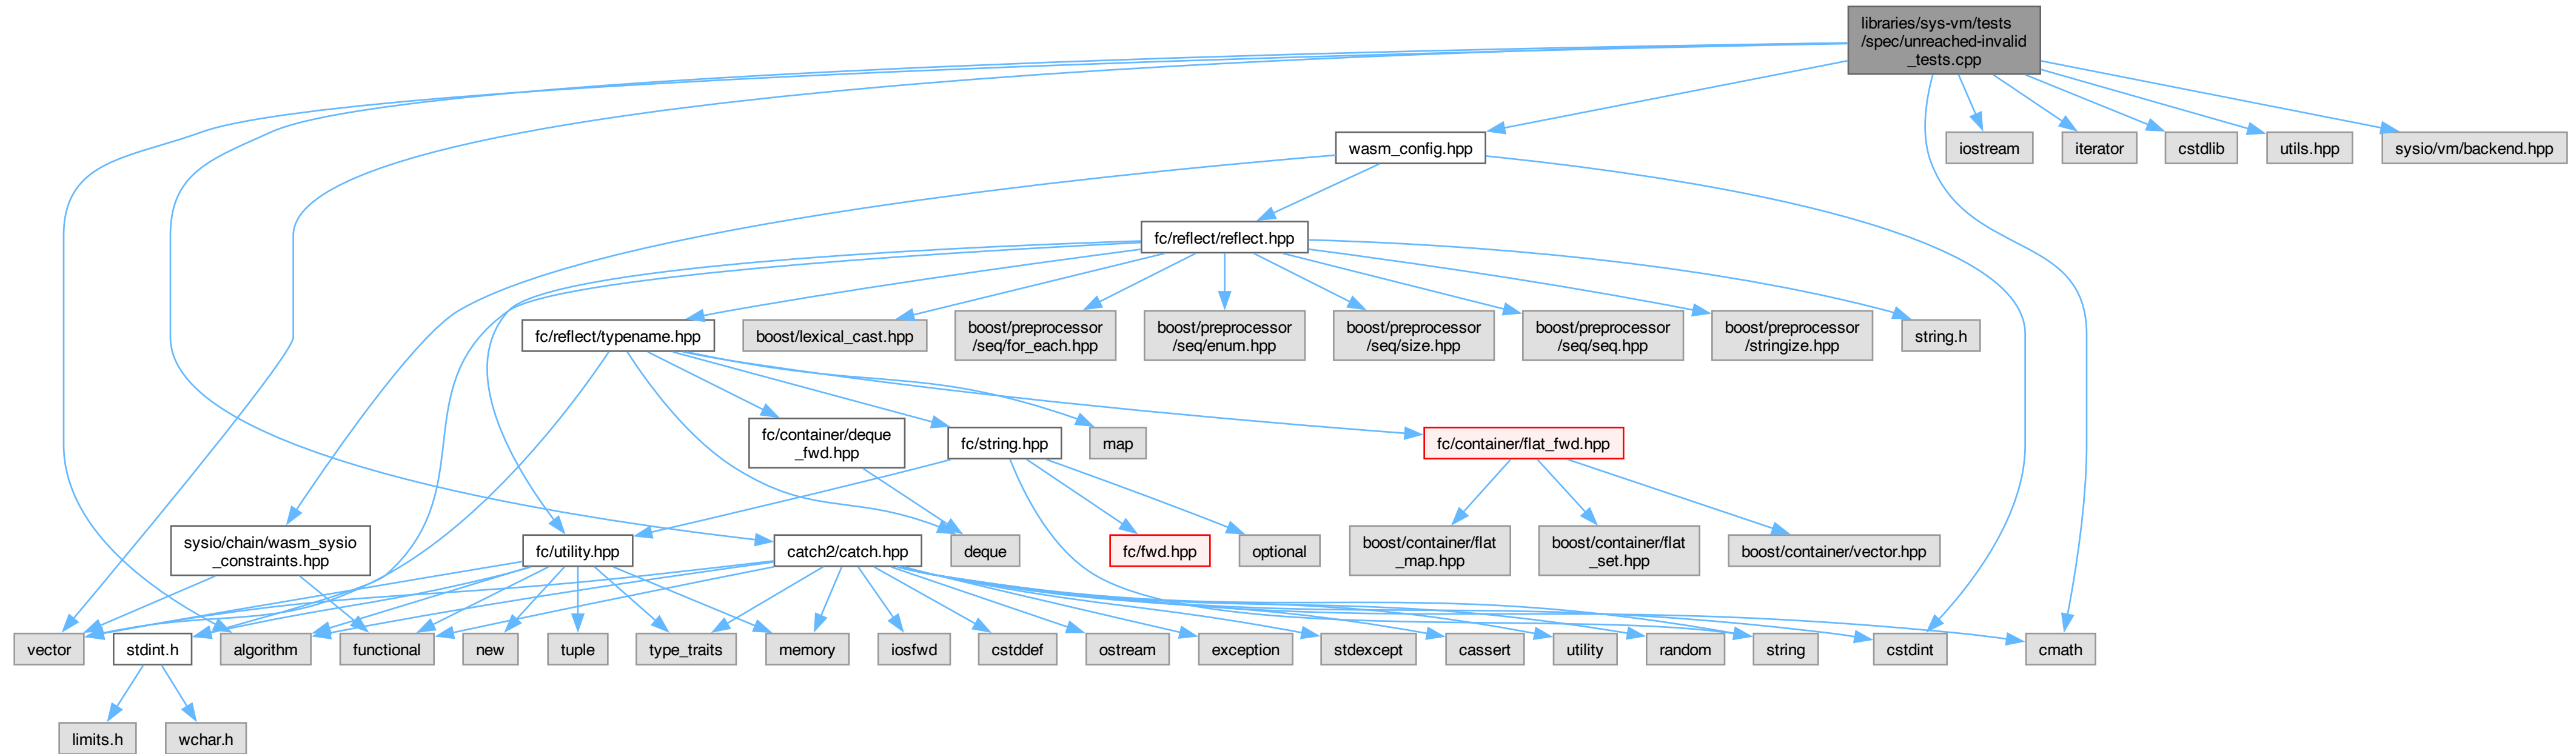 libraries/sys-vm/tests
/spec/unreached-invalid
_tests.cpp
wasm_config.hpp
iostream
iterator
cstdlib
utils.hpp
sysio/vm/backend.hpp
fc/reflect/reflect.hpp
fc/reflect/typename.hpp
boost/lexical_cast.hpp
boost/preprocessor
/seq/for_each.hpp
boost/preprocessor
/seq/enum.hpp
boost/preprocessor
/seq/size.hpp
boost/preprocessor
/seq/seq.hpp
boost/preprocessor
/stringize.hpp
string.h
fc/container/deque
_fwd.hpp
fc/string.hpp
map
fc/container/flat_fwd.hpp
sysio/chain/wasm_sysio
_constraints.hpp
fc/utility.hpp
catch2/catch.hpp
deque
fc/fwd.hpp
optional
boost/container/flat
_map.hpp
boost/container/flat
_set.hpp
boost/container/vector.hpp
vector
stdint.h
algorithm
functional
new
tuple
type_traits
memory
iosfwd
cstddef
ostream
exception
stdexcept
cassert
utility
random
string
cstdint
cmath
limits.h
wchar.h